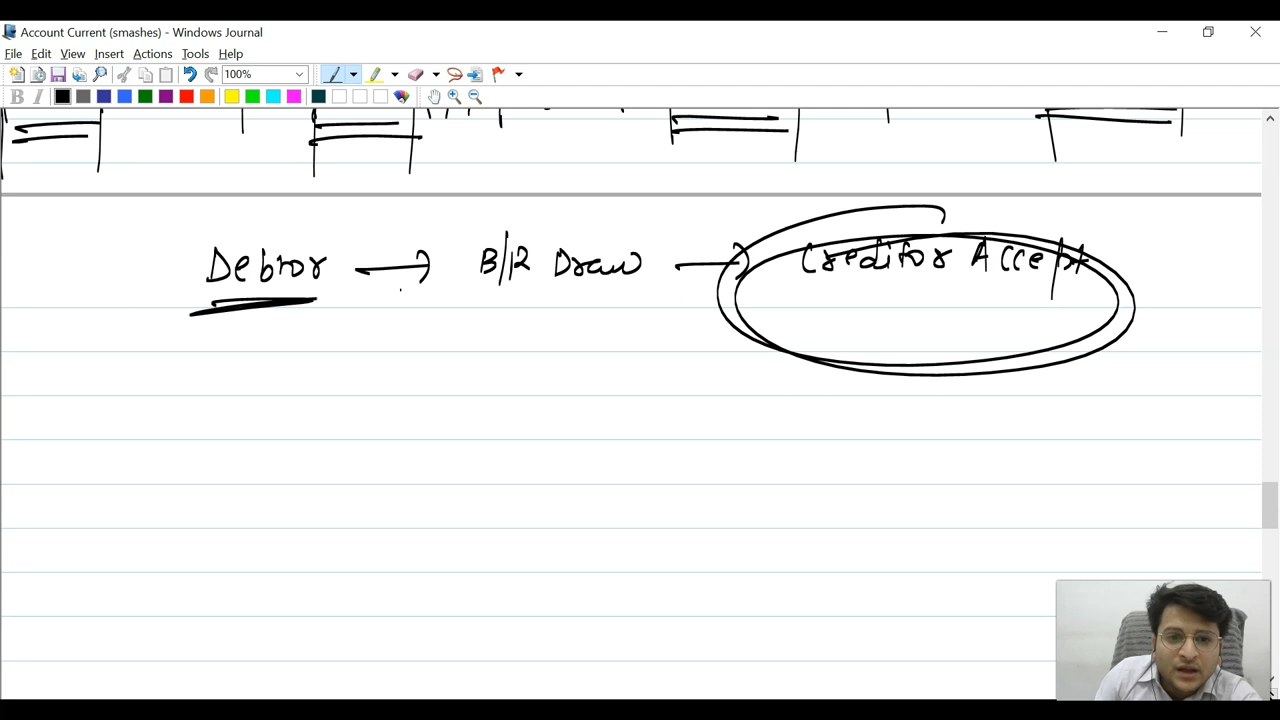 Account Current (smashes) - Windows Journal
File Edit View Insert Actions Tools Help
100%
B I
Debtor → B/R Draw → Creditor Accept